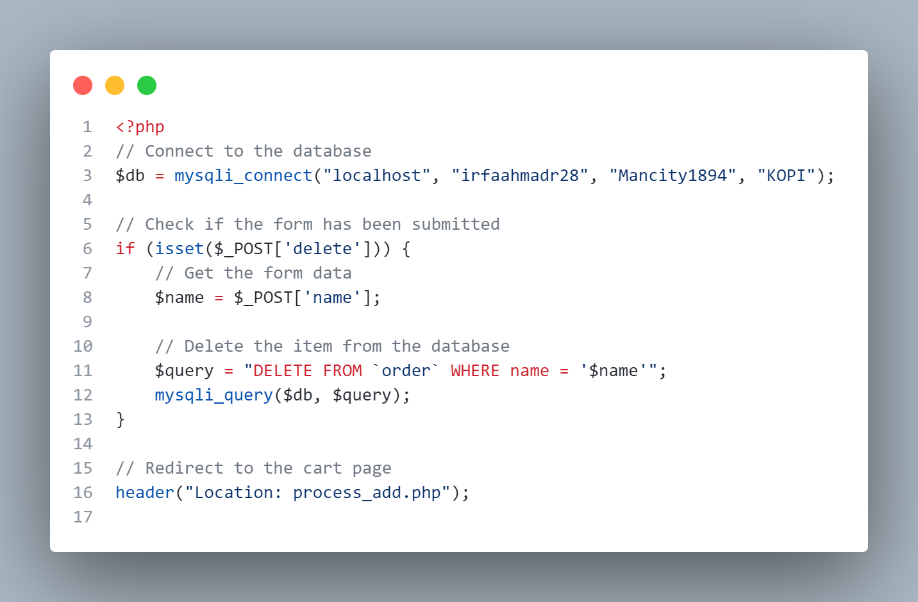 1 <?php
2 // Connect to the database
3 $db = mysqli_connect("localhost", "irfaahmadr28", "Mancity1894", "KOPI");
4
5 // Check if the form has been submitted
6 if (isset($_POST['delete'])) {
7     // Get the form data
8     $name = $_POST['name'];
9
10     // Delete the item from the database
11     $query = "DELETE FROM `order` WHERE name = '$name'";
12     mysqli_query($db, $query);
13 }
14
15 // Redirect to the cart page
16 header("Location: process_add.php");
17